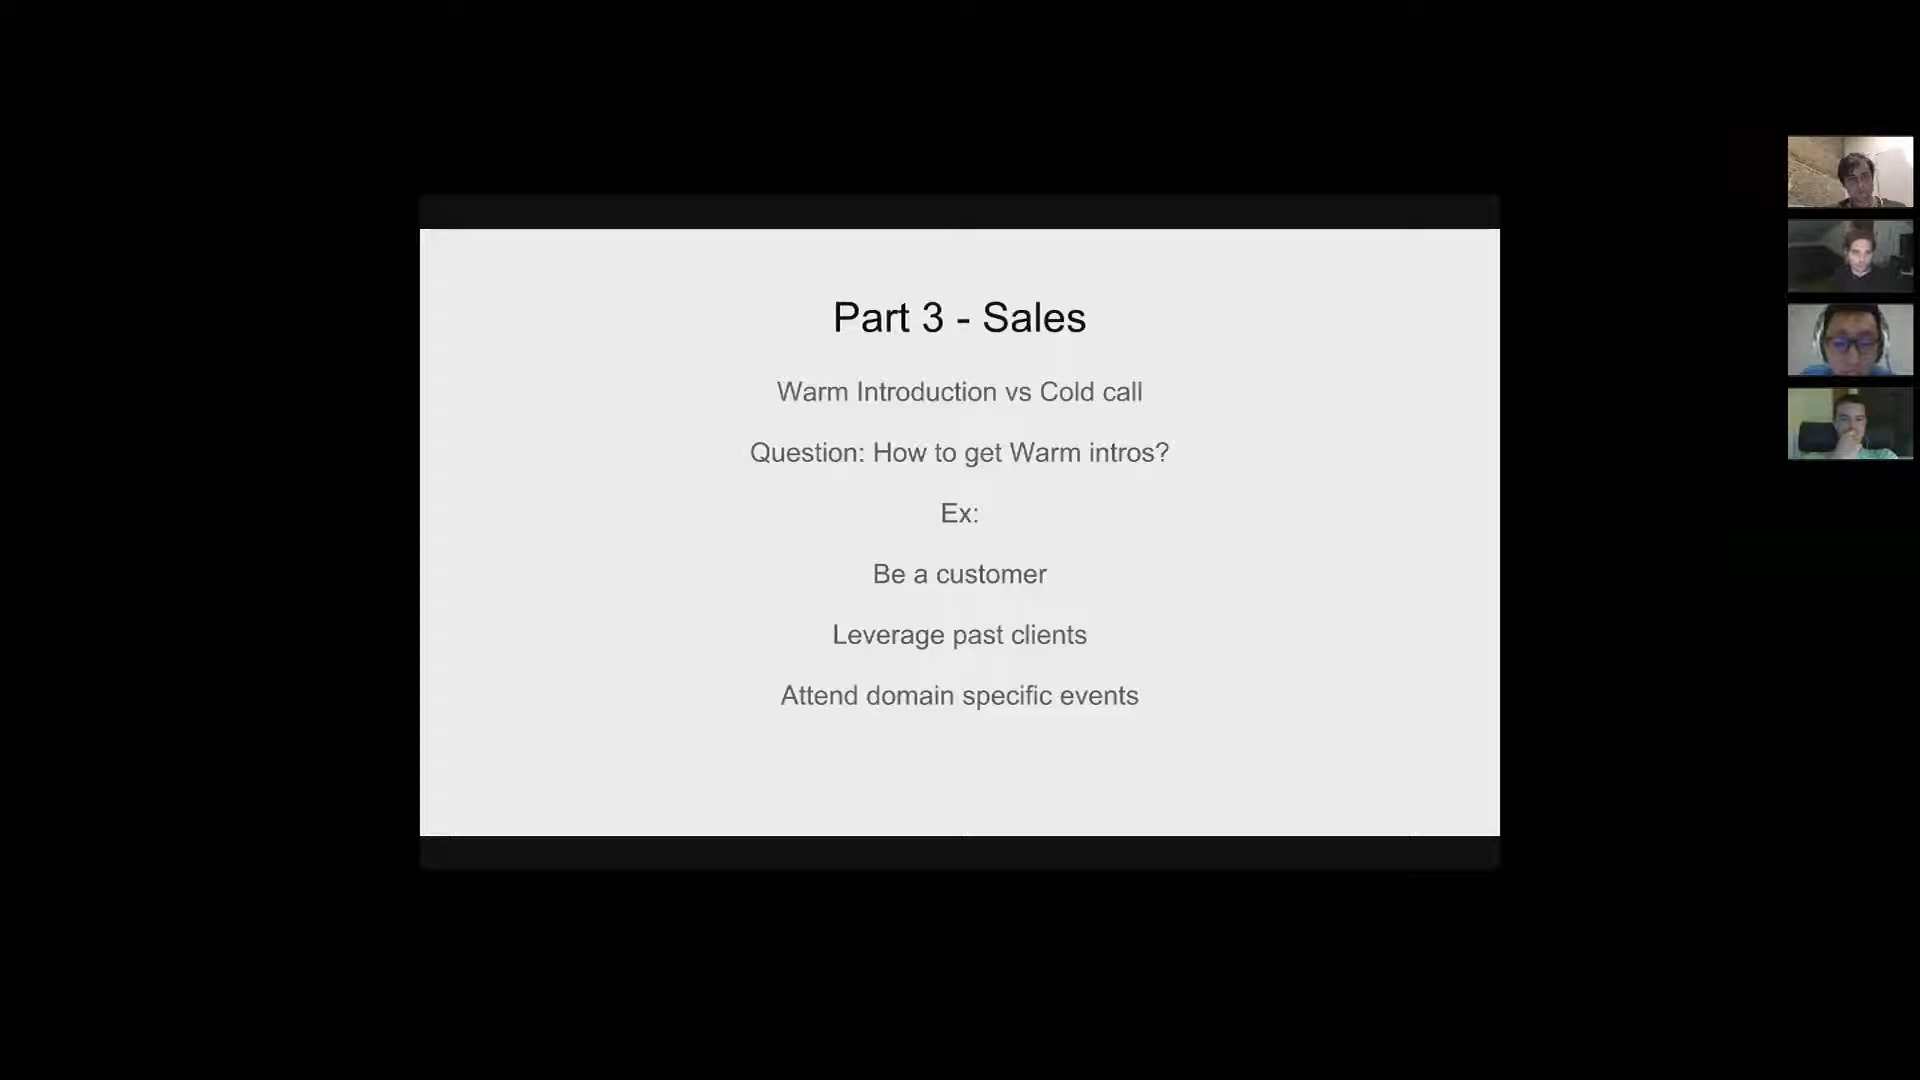 Part 3 - Sales
Warm Introduction vs Cold call
Question: How to get Warm intros?
Ex:
Be a customer
Leverage past clients
Attend domain specific events